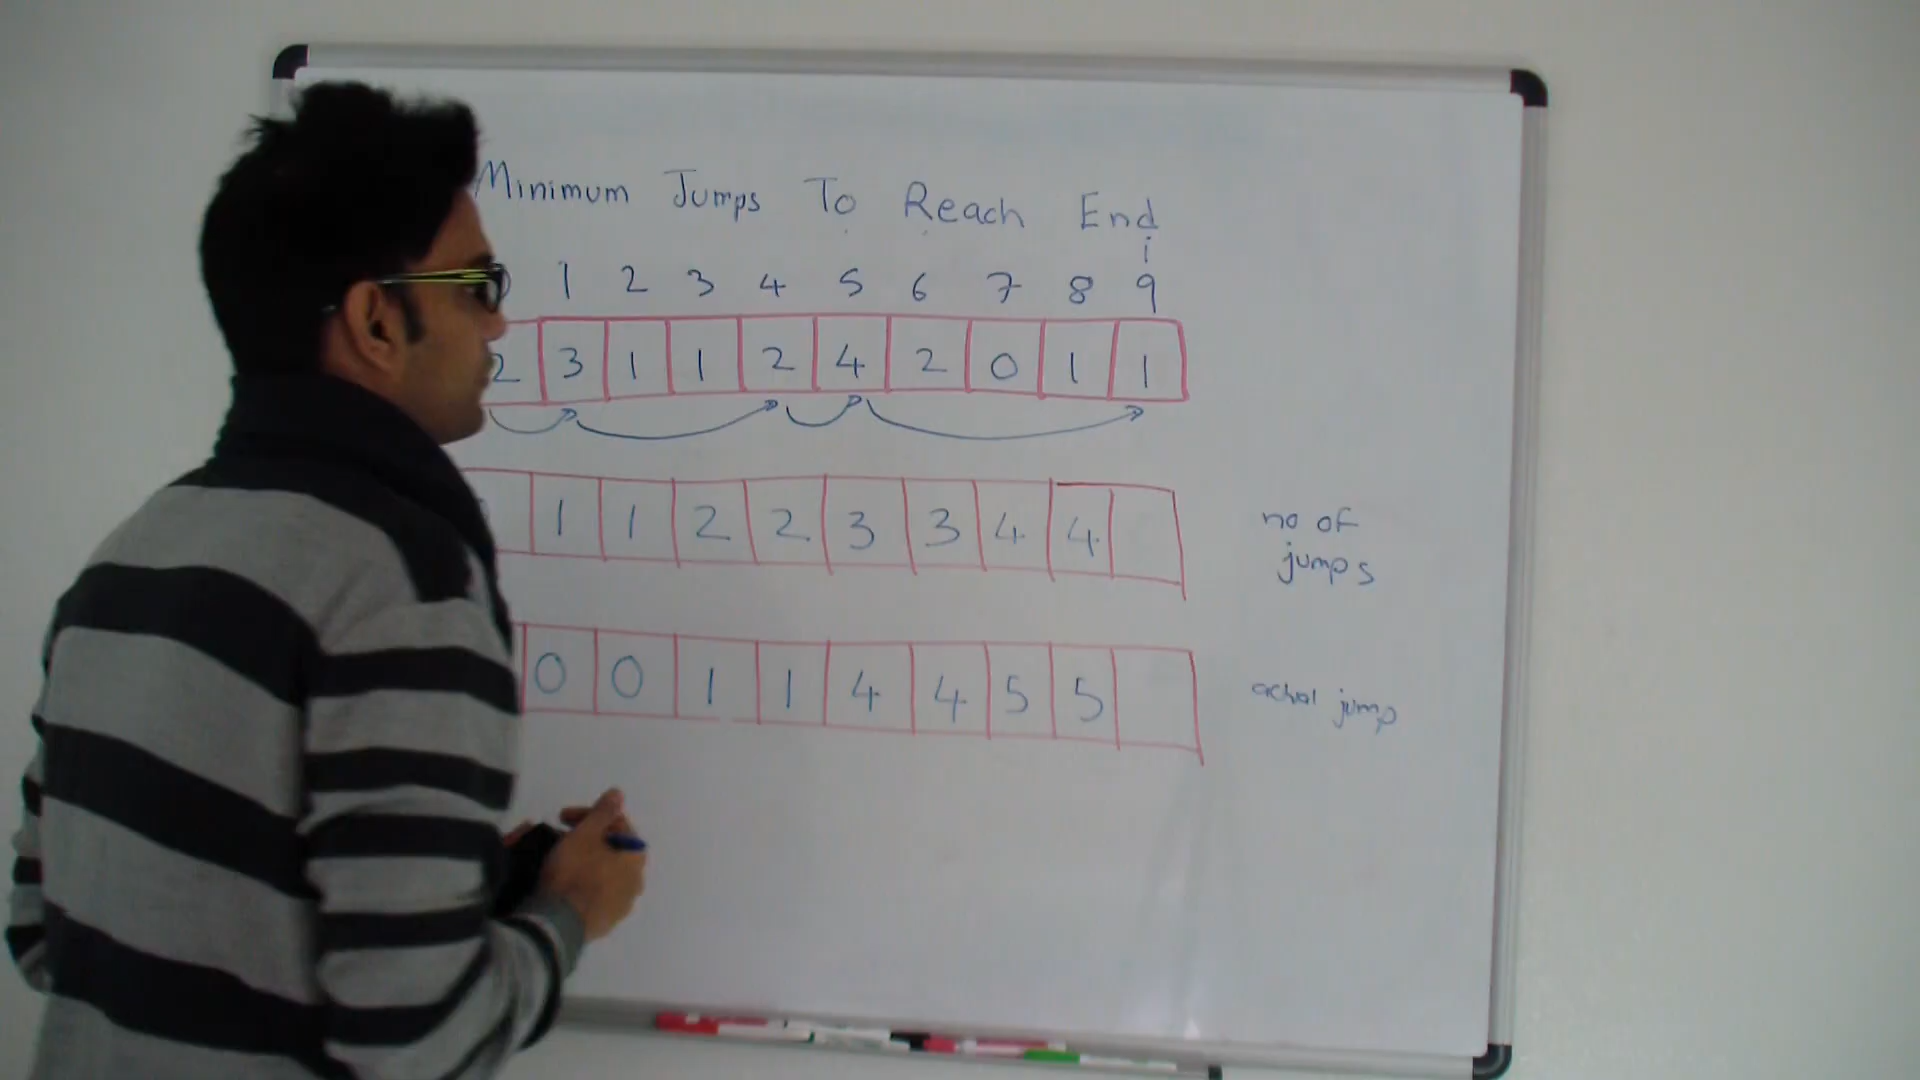 Minimum Jumps To Reach End
i
1 2 3 4 5 6 7 8 9
2 3 1 1 2 4 2 0 1 1
1 1 2 2 3 3 4 4
no of
jumps
0 0 1 1 4 4 5 5
jump